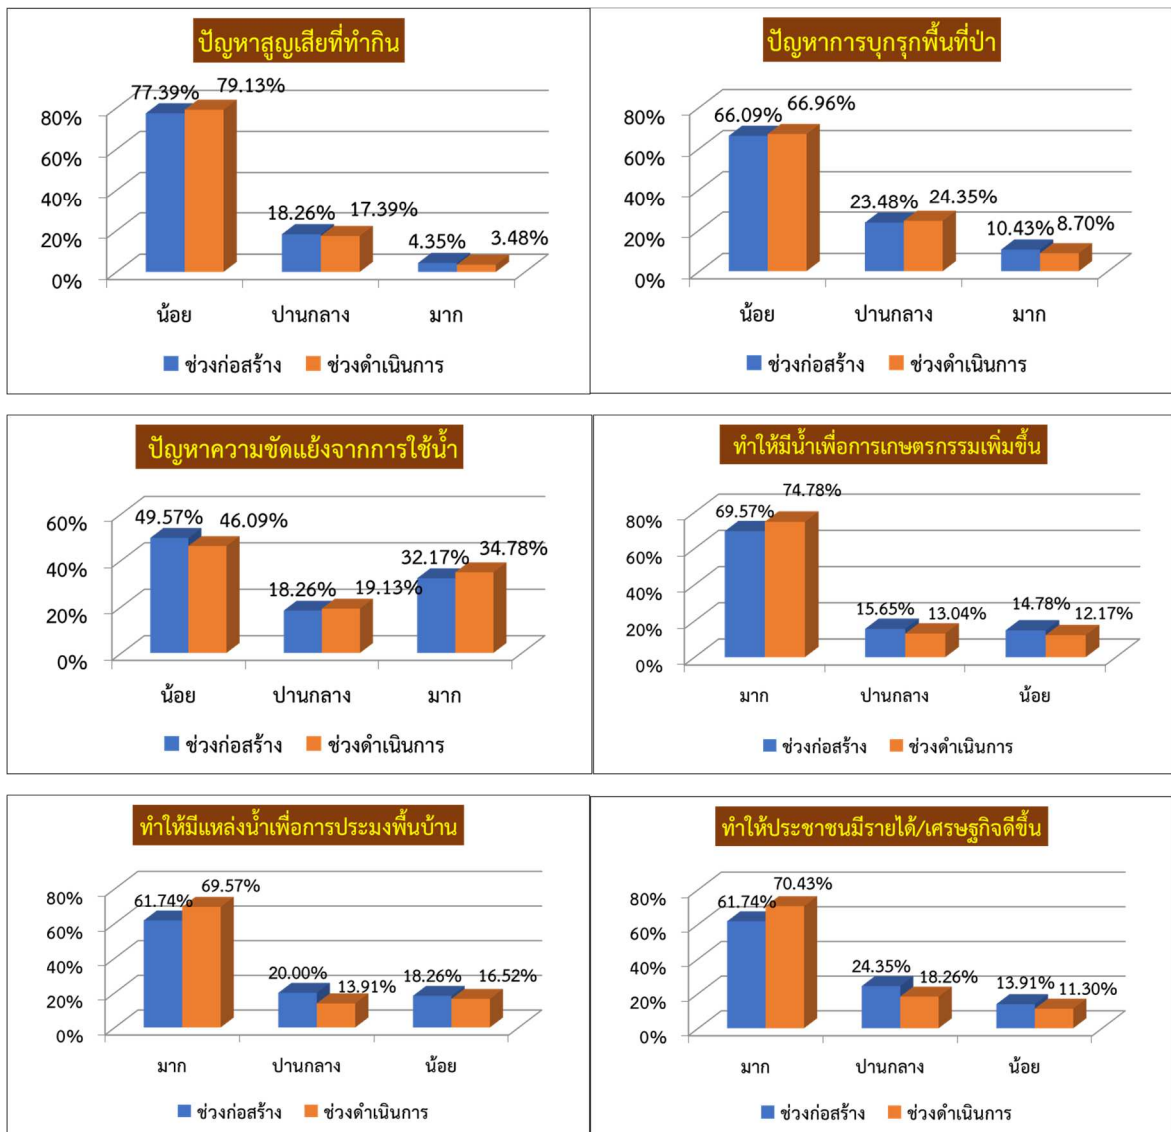 ปัญหาสูญเสียที่ทำกิน
77.39% 79.13%
80%
60%
40%
18.26% 17.39%
20%
4.35% 3.48%
0%
น้อย ปานกลาง มาก
ช่วงก่อสร้าง ช่วงดำเนินการ
ปัญหาการบุกรุกพื้นที่ป่า
66.09% 66.96%
80%
60%
40%
23.48% 24.35%
20%
10.43% 8.70%
0%
น้อย ปานกลาง มาก
ช่วงก่อสร้าง ช่วงดำเนินการ
ปัญหาความขัดแย้งจากการใช้น้ำ
49.57% 46.09%
60%
40%
32.17% 34.78%
18.26% 19.13%
20%
0%
น้อย ปานกลาง มาก
ช่วงก่อสร้าง ช่วงดำเนินการ
ทำให้มีน้ำเพื่อการเกษตรกรรมเพิ่มขึ้น
69.57% 74.78%
80%
60%
40%
15.65% 13.04% 14.78% 12.17%
20%
0%
มาก ปานกลาง น้อย
ช่วงก่อสร้าง ช่วงดำเนินการ
ทำให้มีแหล่งน้ำเพื่อการประมงพื้นบ้าน
61.74% 69.57%
80%
60%
40%
20.00% 13.91% 18.26% 16.52%
20%
0%
มาก ปานกลาง น้อย
ช่วงก่อสร้าง ช่วงดำเนินการ
ทำให้ประชาชนมีรายได้/เศรษฐกิจดีขึ้น
61.74% 70.43%
80%
60%
40%
24.35% 18.26% 13.91% 11.30%
20%
0%
มาก ปานกลาง น้อย
ช่วงก่อสร้าง ช่วงดำเนินการ